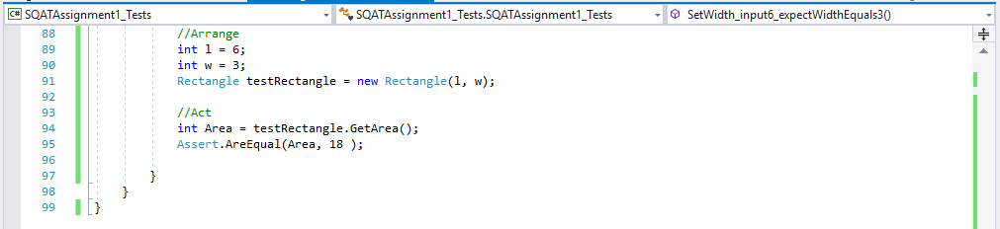 C# SQATAssignment1_Tests SQATAssignment1_Tests.SQATAssignment1_Tests SetWidth_input6_expectWidthEquals3()
88 //Arrange
89 int l = 6;
90 int w = 3;
91 Rectangle testRectangle = new Rectangle(l, w);
92
93 //Act
94 int Area = testRectangle.GetArea();
95 Assert.AreEqual(Area, 18 );
96
97 }
98 }
99 }